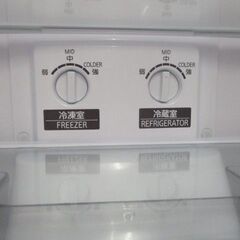 MID
中
COLDER
弱
強
冷凍室
FREEZER
MID
中
COLDER
弱
強
冷蔵室
REFRIGERATOR